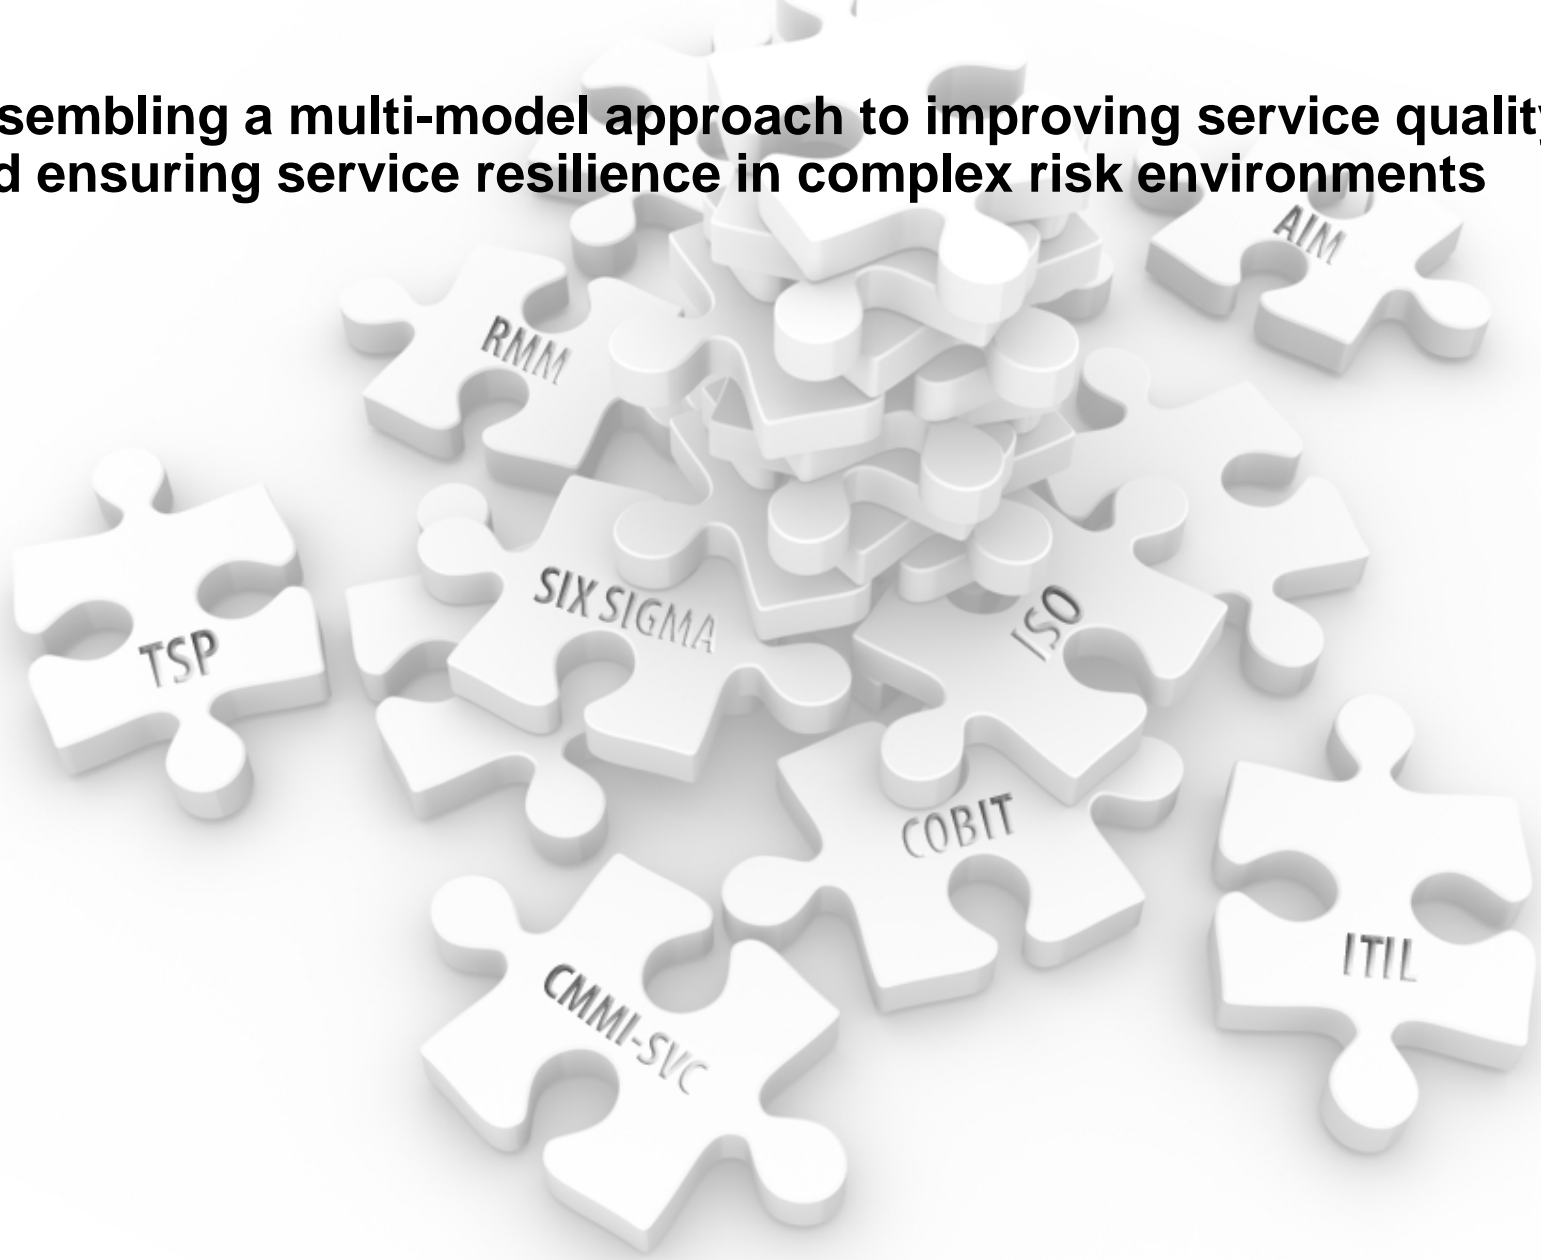 sembling a multi-model approach to improving service quality
d ensuring service resilience in complex risk environments
AIM
RMM
SIX SIGMA
ISO
TSP
COBIT
ITIL
CMMI-SVC